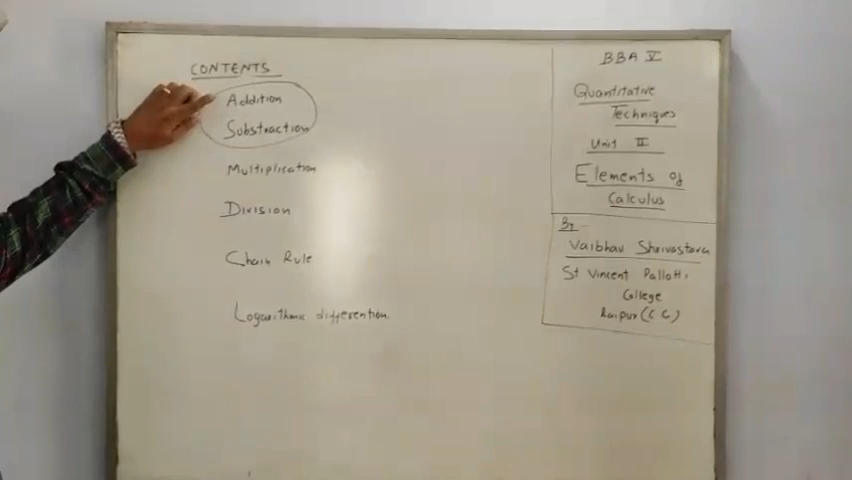 CONTENTS
Addition
Substraction
Multiplication
Division
Chain Rule
Logarithmic differention
BBA V
Quantitative
Techniques
Unit II
Elements of
Calculus
By
Vaibhav Shrivastava
St Vincent Pallotti
College
Raipur (C G)